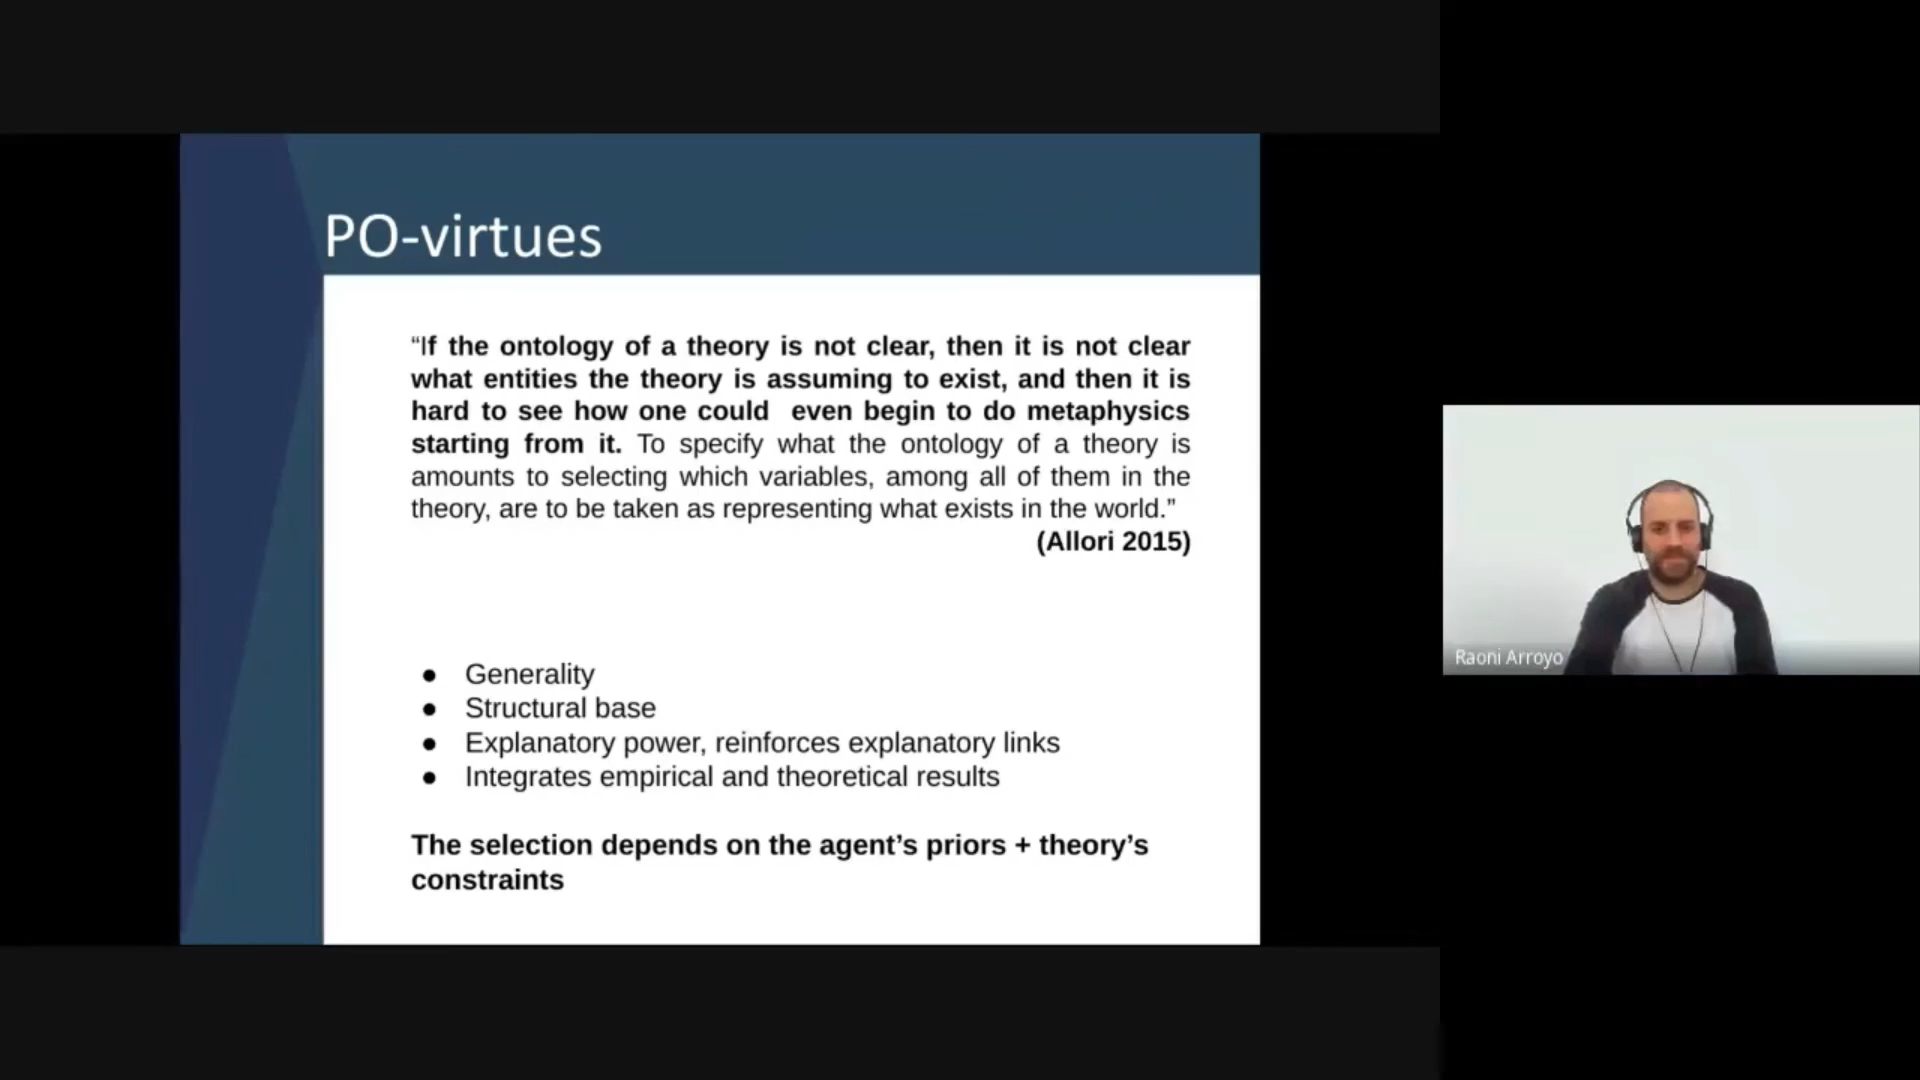 PO-virtues
“If the ontology of a theory is not clear, then it is not clear
what entities the theory is assuming to exist, and then it is
hard to see how one could even begin to do metaphysics
starting from it. To specify what the ontology of a theory is
amounts to selecting which variables, among all of them in the
theory, are to be taken as representing what exists in the world.”
(Allori 2015)
● Generality
● Structural base
● Explanatory power, reinforces explanatory links
● Integrates empirical and theoretical results
The selection depends on the agent’s priors + theory’s
constraints
Raoni Arroyo